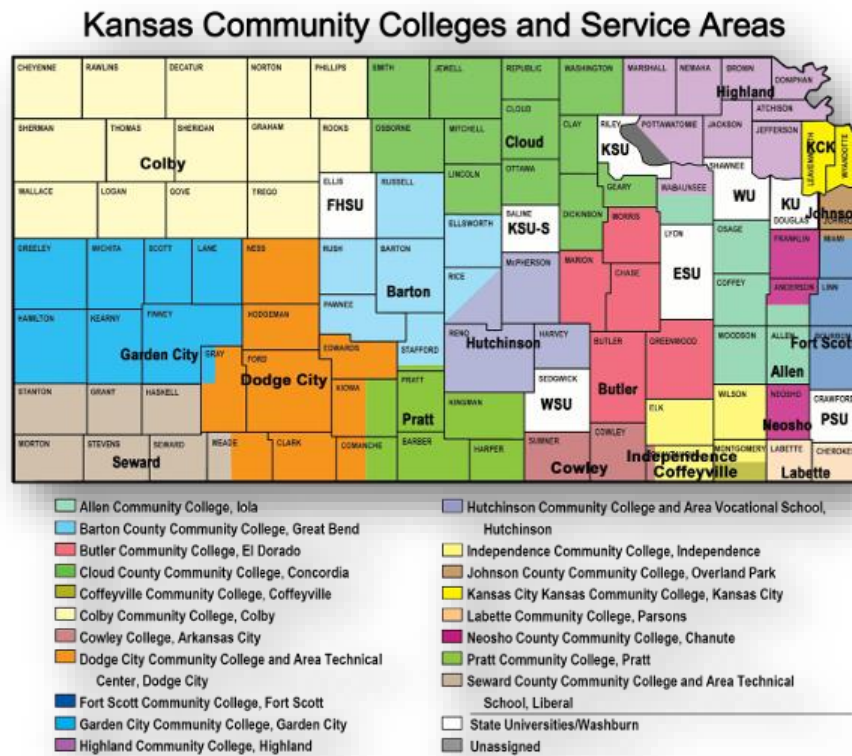 Kansas Community Colleges and Service Areas
CHEYENNE RAWLINS DECATUR NORTON PHILLIPS SMITH JEWELL REPUBLIC WASHINGTON MARSHALL NEMAHA BROWN DONIPHAN
Highland
ATCHISON
CLOUD
SHERMAN THOMAS SHERIDAN GRAHAM ROOKS OSBORNE MITCHELL CLAY RILEY POTTAWATOMIE JACKSON JEFFERSON LEAVENWORTH WYANDOTTE
Colby Cloud KSU KCK
WALLACE LOGAN GOVE TREGO ELLIS RUSSELL LINCOLN OTTAWA GEARY WABAUNSEE SHAWNEE
FHSU WU KU Johnson
SALINE DICKINSON MORRIS DOUGLAS JOHNSON
KSU-S
GREELEY WICHITA SCOTT LANE NESS RUSH BARTON ELLSWORTH LYON OSAGE FRANKLIN MIAMI
RICE McPHERSON MARION CHASE ESU COFFEY ANDERSON LINN
Barton
HAMILTON KEARNY FINNEY HODGEMAN PAWNEE
Garden City Hutchinson Fort Scott
GRAY FORD EDWARDS STAFFORD RENO HARVEY BUTLER GREENWOOD WOODSON ALLEN
Dodge City Allen
STANTON GRANT HASKELL KIOWA PRATT KINGMAN SEDGWICK ELK WILSON NEOSHO CRAWFORD
Pratt WSU Butler Neosho PSU
MORTON STEVENS SEWARD MEADE CLARK COMANCHE BARBER HARPER SUMNER COWLEY MONTGOMERY LABETTE CHEROKEE
Seward Cowley Independence
Coffeyville Labette
Allen Community College, Iola
Barton County Community College, Great Bend
Butler Community College, El Dorado
Cloud County Community College, Concordia
Coffeyville Community College, Coffeyville
Colby Community College, Colby
Cowley College, Arkansas City
Dodge City Community College and Area Technical
Center, Dodge City
Fort Scott Community College, Fort Scott
Garden City Community College, Garden City
Highland Community College, Highland
Hutchinson Community College and Area Vocational School,
Hutchinson
Independence Community College, Independence
Johnson County Community College, Overland Park
Kansas City Kansas Community College, Kansas City
Labette Community College, Parsons
Neosho County Community College, Chanute
Pratt Community College, Pratt
Seward County Community College and Area Technical
School, Liberal
State Universities/Washburn
Unassigned